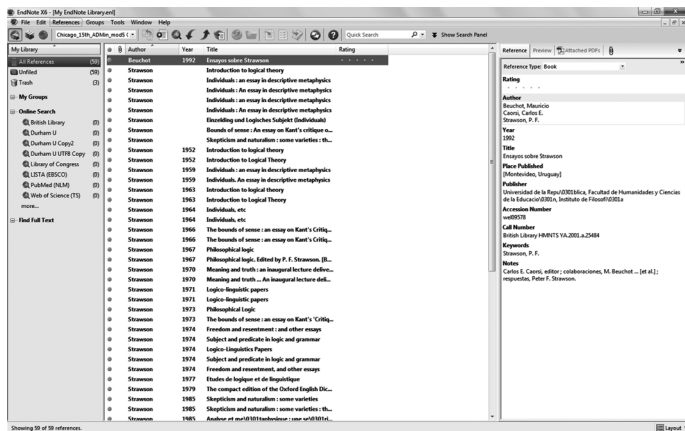 EndNote X6 - [My EndNote Library.enl]
File Edit References Groups Tools Window Help
Chicago_15th_ADMin_mod5 (
Quick Search
Show Search Panel
My Library
All References (59)
Unfiled (59)
Trash (3)
My Groups
Online Search
British Library (0)
Durham U (0)
Durham U Copy2 (0)
Durham U UTF8 Copy (0)
Library of Congress (0)
LISTA (EBSCO) (0)
PubMed (NLM) (0)
Web of Science (TS) (0)
more...
Find Full Text
Author Year Title Rating
Beuchot 1992 Ensayos sobre Strawson
Strawson Introduction to logical theory
Strawson Individuals : an essay in descriptive metaphysics
Strawson Individuals : An essay in descriptive metaphysics
Strawson Individuals : an essay in descriptive metaphysics
Strawson Individuals : an essay in descriptive metaphysics
Strawson Einzelding und Logisches Subjekt (Individuals)
Strawson Bounds of sense : An essay on Kant's critique o...
Strawson Skepticism and naturalism : some varieties : th...
Strawson 1952 Introduction to logical theory
Strawson 1952 Introduction to Logical Theory
Strawson 1959 Individuals : an essay in descriptive metaphysics
Strawson 1959 Individuals. An essay in descriptive metaphysics
Strawson 1963 Introduction to logical theory
Strawson 1963 Introduction to Logical Theory
Strawson 1964 Individuals, etc
Strawson 1964 Individuals, etc
Strawson 1966 The bounds of sense : an essay on Kant's Critiq...
Strawson 1966 The bounds of sense : an essay on Kant's Critiq...
Strawson 1967 Philosophical logic
Strawson 1967 Philosophical logic. Edited by P. F. Strawson. [B...
Strawson 1970 Meaning and truth : an inaugural lecture delive...
Strawson 1970 Meaning and truth ... An inaugural lecture deli...
Strawson 1971 Logico-linguistic papers
Strawson 1971 Logico-linguistic papers
Strawson 1973 Philosophical Logic
Strawson 1973 The bounds of sense : an essay on Kant's 'Critiq...
Strawson 1974 Freedom and resentment : and other essays
Strawson 1974 Subject and predicate in logic and grammar
Strawson 1974 Logico-Linguistics Papers
Strawson 1974 Subject and predicate in logic and grammar
Strawson 1974 Freedom and resentment, and other essays
Strawson 1977 Etudes de logique et de linguistique
Strawson 1979 The compact edition of the Oxford English Dic...
Strawson 1985 Skepticism and naturalism : some varieties
Strawson 1985 Skepticism and naturalism : some varieties : th...
Strawson 1985 Analyse et me\0301taphysique : une se\0301ri...
Reference Preview Attached PDFs
Reference Type: Book
Rating
Author
Beuchot, Mauricio
Caorsi, Carlos E.
Strawson, P. F.
Year
1992
Title
Ensayos sobre Strawson
Place Published
[Montevideo, Uruguay]
Publisher
Universidad de la Repu\0301blica, Facultad de Humanidades y Ciencias
de la Educacio\0301n, Instituto de Filosofi\0301a
Accession Number
wel09578
Call Number
British Library HMNTS YA.2001.a.25484
Keywords
Strawson, P. F.
Notes
Carlos E. Caorsi, editor ; colaboraciones, M. Beuchot ... [et al.] ;
respuestas, Peter F. Strawson.
Showing 59 of 59 references.
Layout